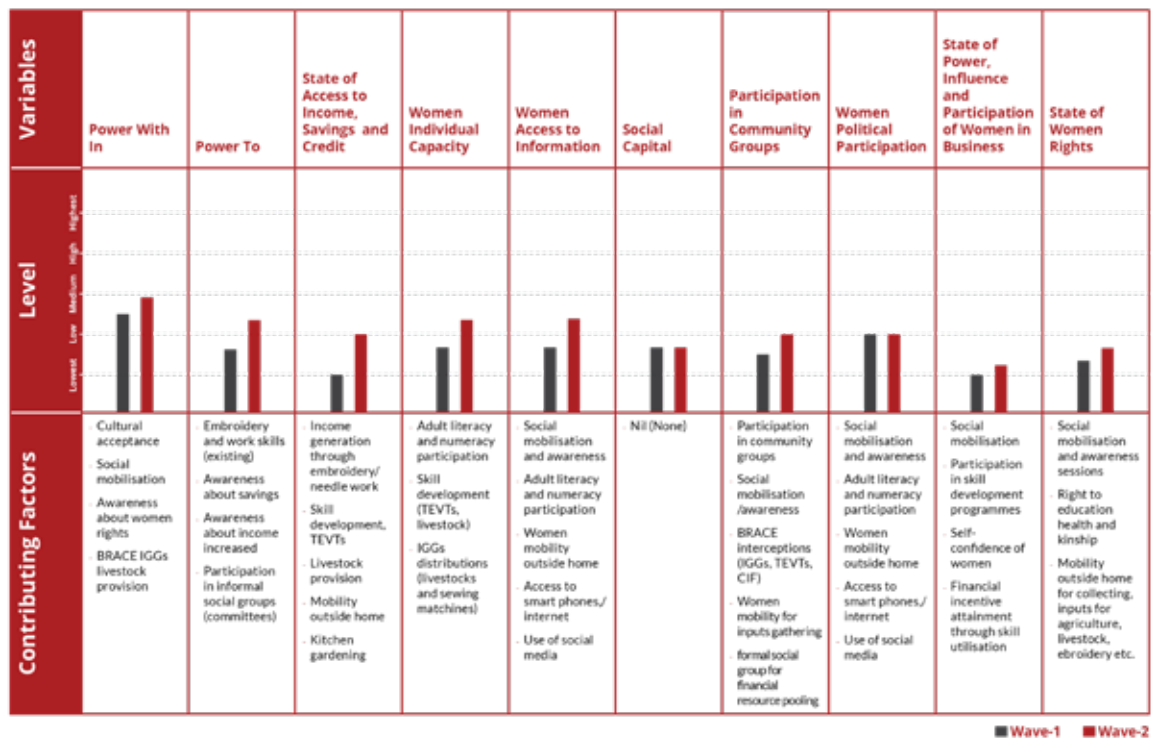 Variables
Power With
In
Power To
State of
Access to
Income,
Savings and
Credit
Women
Individual
Capacity
Women
Access to
Information
Social
Capital
Participation
in
Community
Groups
Women
Political
Participation
State of
Power,
Influence
and
Participation
of Women in
Business
State of
Women
Rights
Level
Highest
High
Medium
Low
Lowest
Contributing Factors
Cultural
acceptance
Social
mobilisation
Awareness
about women
rights
BRACE IGGs
livestock
provision
Embroidery
and work skills
(existing)
Awareness
about savings
Awareness
about income
increased
Participation
in informal
social groups
(committees)
Income
generation
through
embroidery/
needle work
Skill
development,
TEVTs
Livestock
provision
Mobility
outside home
Kitchen
gardening
Adult literacy
and numeracy
participation
Skill
development
(TEVTs,
livestock)
IGGs
distributions
(livestocks
and sewing
matchines)
Social
mobilisation
and awareness
Adult literacy
and numeracy
participation
Women
mobility
outside home
Access to
smart phones,/
internet
Use of social
media
Nil (None)
Participation
in community
groups
Social
mobilisation
/awareness
BRACE
interceptions
(IGGs, TEVTs,
CIF)
Women
mobility for
inputs gathering
formal social
group for
financial
resource pooling
Social
mobilisation
and awareness
Adult literacy
and numeracy
participation
Women
mobility
outside home
Access to
smart phones,/
internet
Use of social
media
Social
mobilisation
Participation
in skill
development
programmes
Self-
confidence of
women
Financial
incentive
attainment
through skill
utilisation
Social
mobilisation
and awareness
sessions
Right to
education
health and
kinship
Mobility
outside home
for collecting,
inputs for
agriculture,
livestock,
ebroidery etc.
Wave-1
Wave-2